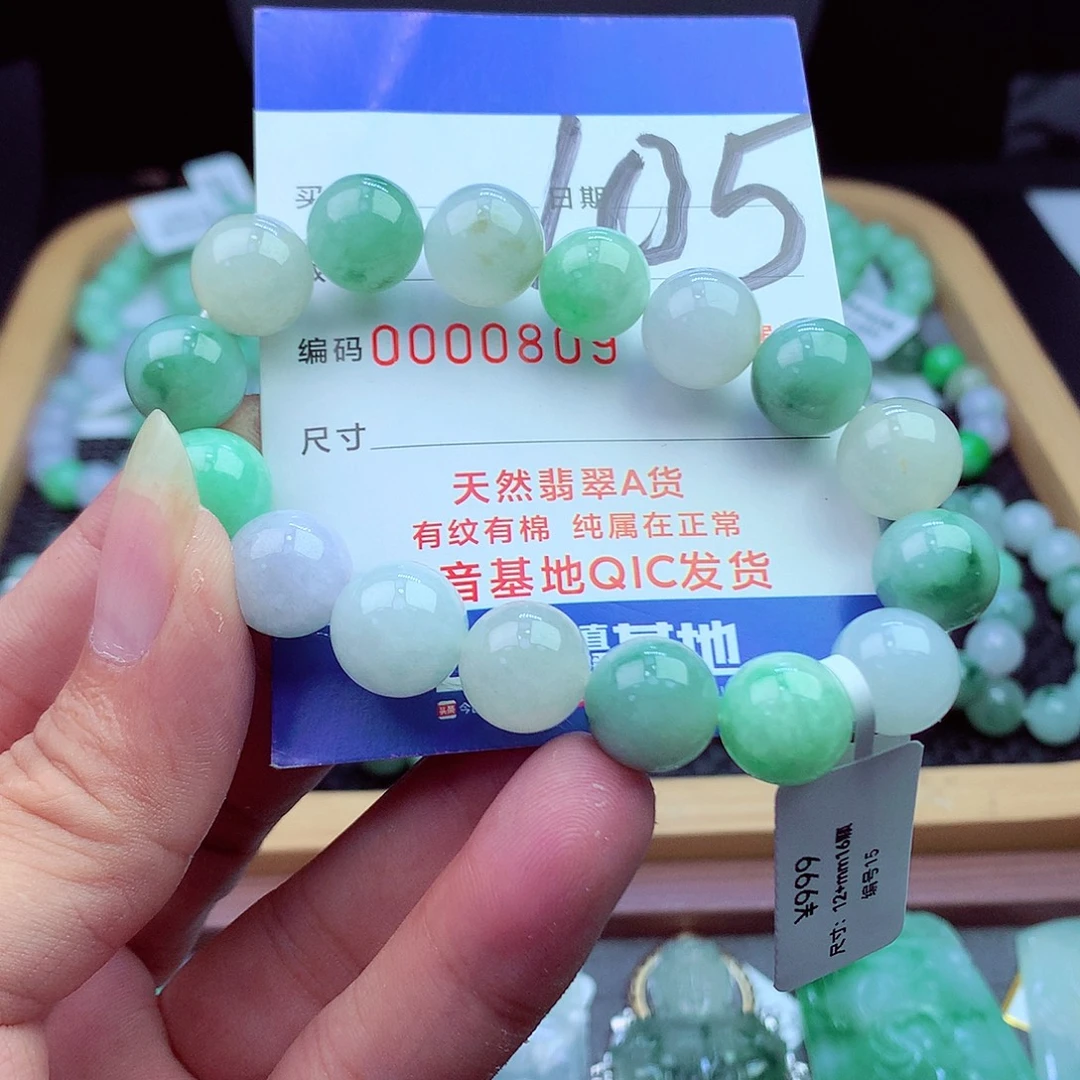 105
买
日期
编码 0000809
尺寸
天然翡翠A货
有纹有棉 纯属在正常
音基地QIC发货
基地
¥999
尺寸：12+mm16颗
编号15